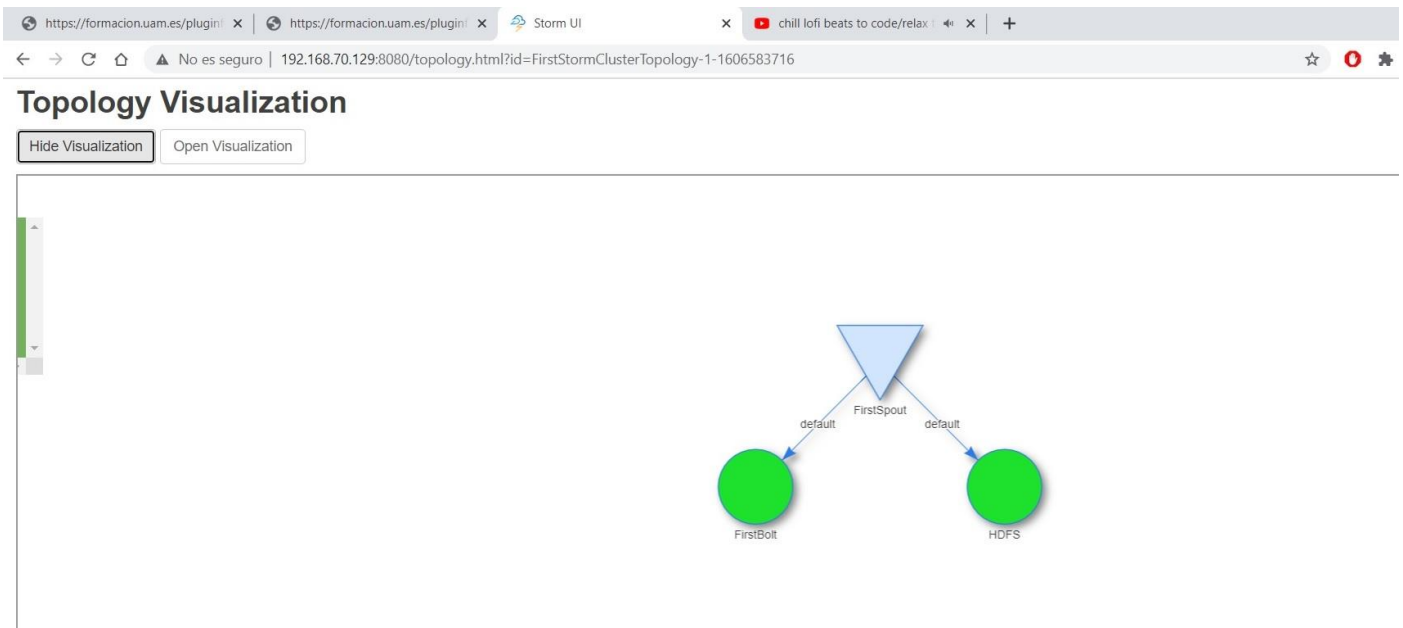 https://formacion.uam.es/plugin
https://formacion.uam.es/plugin
Storm UI
chill lofi beats to code/relax
No es seguro | 192.168.70.129:8080/topology.html?id=FirstStormClusterTopology-1-1606583716
Topology Visualization
Hide Visualization
Open Visualization
FirstSpout
default
default
FirstBolt
HDFS